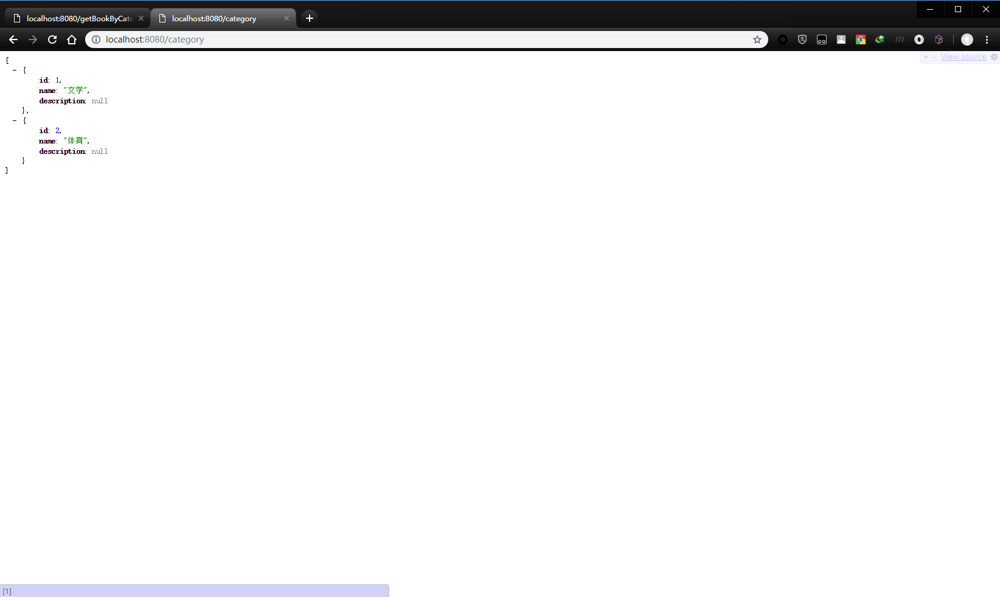 localhost:8080/getBookByCate
localhost:8080/category
localhost:8080/category
+ - View source
[
- {
id: 1,
name: "文学",
description: null
},
- {
id: 2,
name: "体育",
description: null
}
]
[1]